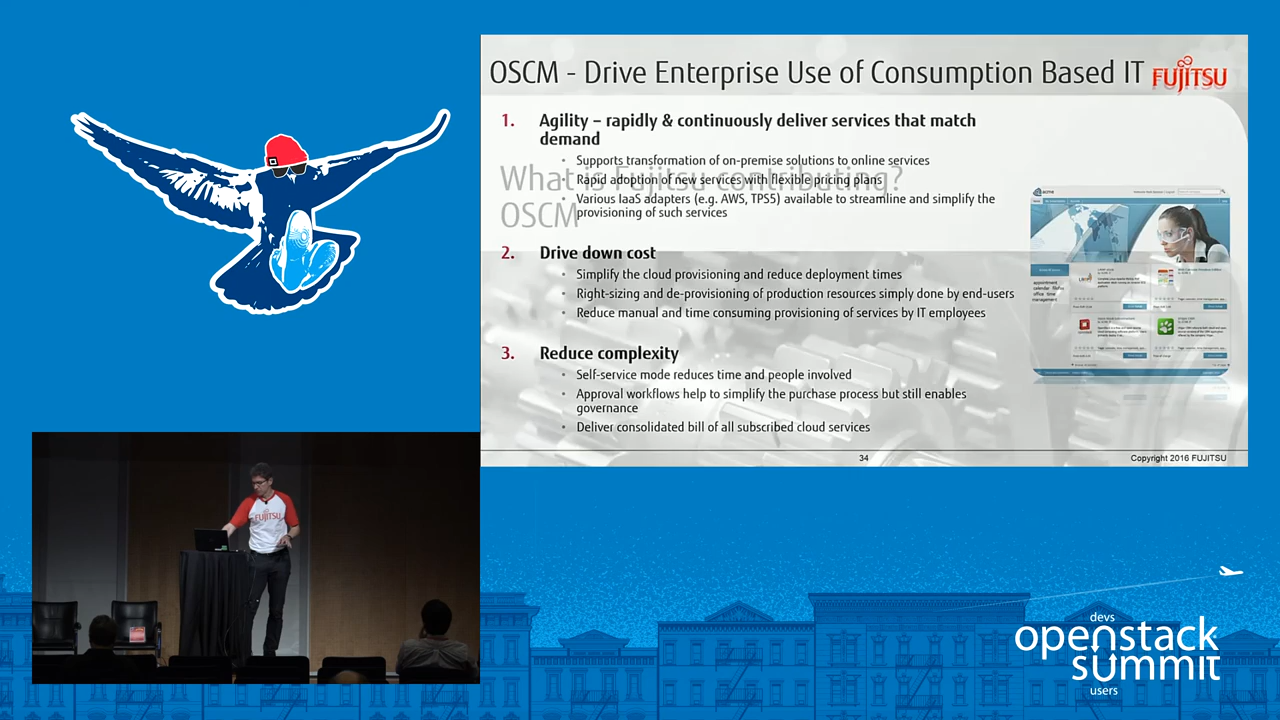 OSCM - Drive Enterprise Use of Consumption Based IT
FUJITSU
1. Agility – rapidly & continuously deliver services that match
demand
• Supports transformation of on-premise solutions to online services
• Rapid adoption of new services with flexible pricing plans
• Various IaaS adapters (e.g. AWS, TPS5) available to streamline and simplify the
provisioning of such services
What is Fujitsu contributing?
OSCM
2. Drive down cost
• Simplify the cloud provisioning and reduce deployment times
• Right-sizing and de-provisioning of production resources simply done by end-users
• Reduce manual and time consuming provisioning of services by IT employees
3. Reduce complexity
• Self-service mode reduces time and people involved
• Approval workflows help to simplify the purchase process but still enables
governance
• Deliver consolidated bill of all subscribed cloud services
34
Copyright 2016 FUJITSU
FUJITSU
devs
openstack
summit
users